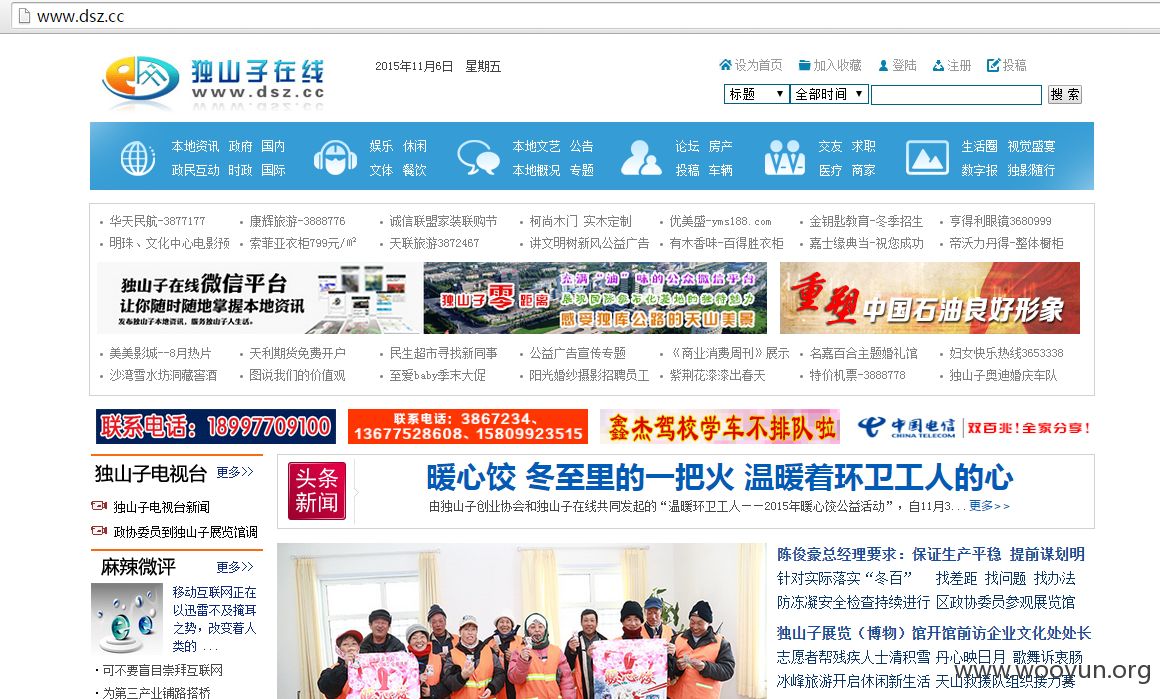 www.dsz.cc
独山子在线
www.dsz.cc
2015年11月6日 星期五
设为首页 加入收藏 登陆 注册 投稿
标题 全部时间 搜 索
本地资讯 政府 国内 娱乐 休闲 本地文艺 公告 论坛 房产 交友 求职 生活圈 视觉盛宴
政民互动 时政 国际 文体 餐饮 本地概况 专题 投稿 车辆 医疗 商家 数字报 独影随行
华天民航-3877177 康辉旅游-3888776 诚信联盟家装联购节 柯尚木门 实木定制 优美盛-yms188.com 金钥匙教育-冬季招生 亨得利眼镜3680999
明珠、文化中心电影预 索菲亚衣柜799元/㎡ 天联旅游3872467 讲文明树新风公益广告 有木香味-百得胜衣柜 嘉士缘典当-祝您成功 帝沃力丹得-整体橱柜
独山子在线微信平台
让你随时随地掌握本地资讯
发布独山子本地资讯，服务独山子人生活。
充满“油”味的公众微信平台
独山子零距离
展现国际炼石化基地的独特魅力
感受独库公路的天山美景
重塑中国石油良好形象
美美影城--8月热片 天利期货免费开户 民生超市寻找新同事 公益广告宣传专题 《商业消费周刊》展示 名嘉百合主题婚礼馆 妇女快乐热线3653338
沙湾雪水坊洞藏窖酒 图说我们的价值观 至爱baby季末大促 阳光婚纱摄影招聘员工 紫荆花漆漆出春天 特价机票-3888778 独山子奥迪婚庆车队
联系电话：18997709100
联系电话：3867234、
13677528608、15809923515
鑫杰驾校学车不排队啦
中国电信
CHINA TELECOM
双百兆！全家分享！
独山子电视台 更多>>
独山子电视台新闻
政协委员到独山子展览馆调
麻辣微评 更多>>
移动互联网正在
以迅雷不及掩耳
之势，改变着人
类的 ...
可不要盲目崇拜互联网
为第三产业铺路搭桥
头条
新闻
暖心饺 冬至里的一把火 温暖着环卫工人的心
由独山子创业协会和独山子在线共同发起的“温暖环卫工人——2015年暖心饺公益活动”，自11月3...更多>>
陈俊豪总经理要求：保证生产平稳 提前谋划明
针对实际落实“冬百” 找差距 找问题 找办法
防冻凝安全检查持续进行 区政协委员参观展览馆
独山子展览（博物）馆开馆前访企业文化处处长
志愿者帮残疾人士清积雪 丹心映日月 歌舞诉衷肠
冰峰旅游开启休闲新生活 天山救援队组织接力赛
www.wooyun.org